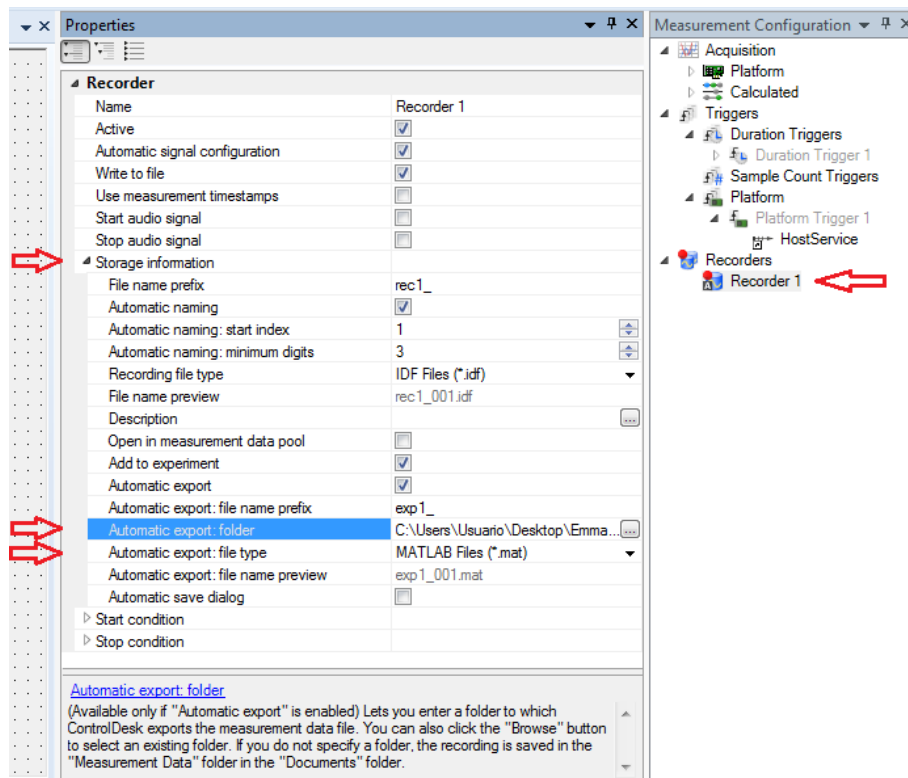 Properties
Recorder
Name Recorder 1
Active
Automatic signal configuration
Write to file
Use measurement timestamps
Start audio signal
Stop audio signal
Storage information
File name prefix rec1_
Automatic naming
Automatic naming: start index 1
Automatic naming: minimum digits 3
Recording file type IDF Files (*.idf)
File name preview rec1_001.idf
Description ...
Open in measurement data pool
Add to experiment
Automatic export
Automatic export: file name prefix exp1_
Automatic export: folder C:\Users\Usuario\Desktop\Emma... ...
Automatic export: file type MATLAB Files (*.mat)
Automatic export: file name preview exp1_001.mat
Automatic save dialog
Start condition
Stop condition
Automatic export: folder
(Available only if "Automatic export" is enabled) Lets you enter a folder to which
ControlDesk exports the measurement data file. You can also click the "Browse" button
to select an existing folder. If you do not specify a folder, the recording is saved in the
"Measurement Data" folder in the "Documents" folder.
Measurement Configuration
Acquisition
Platform
Calculated
Triggers
Duration Triggers
Duration Trigger 1
Sample Count Triggers
Platform
Platform Trigger 1
HostService
Recorders
Recorder 1